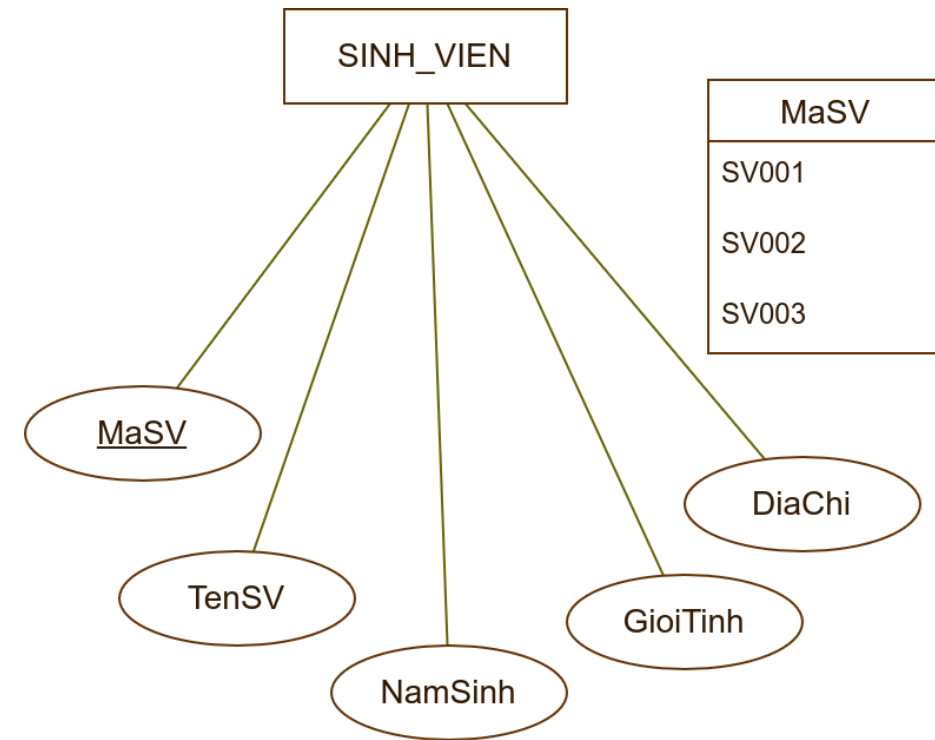 SINH_VIEN
MaSV
SV001
SV002
SV003
MaSV
DiaChi
TenSV
GioiTinh
NamSinh